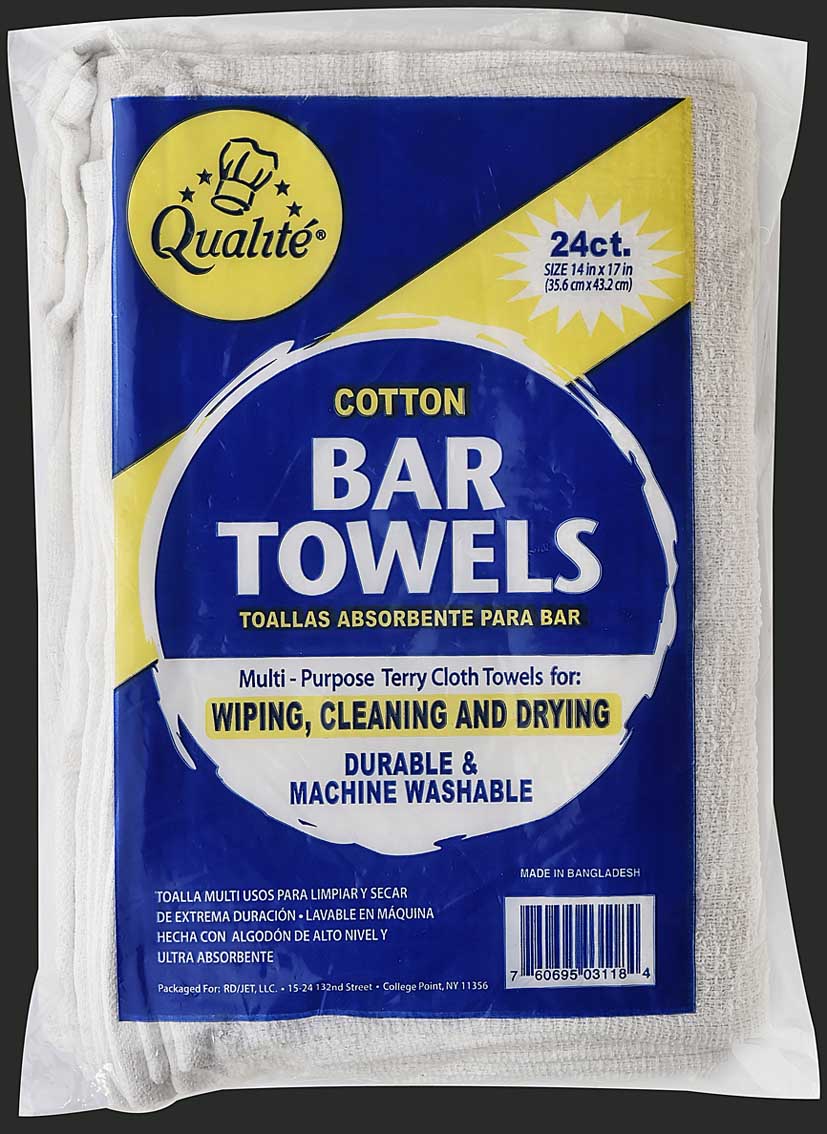 Qualité®
24ct.
SIZE 14 in x 17 in
(35.6 cm x 43.2 cm)
COTTON
BAR
TOWELS
TOALLAS ABSORBENTE PARA BAR
Multi - Purpose Terry Cloth Towels for:
WIPING, CLEANING AND DRYING
DURABLE &
MACHINE WASHABLE
MADE IN BANGLADESH
TOALLA MULTI USOS PARA LIMPIAR Y SECAR
DE EXTREMA DURACIÓN • LAVABLE EN MÁQUINA
HECHA CON ALGODÓN DE ALTO NIVEL Y
ULTRA ABSORBENTE
7 60695 03118 4
Packaged For: RD/JET, LLC. • 15-24 132nd Street • College Point, NY 11356